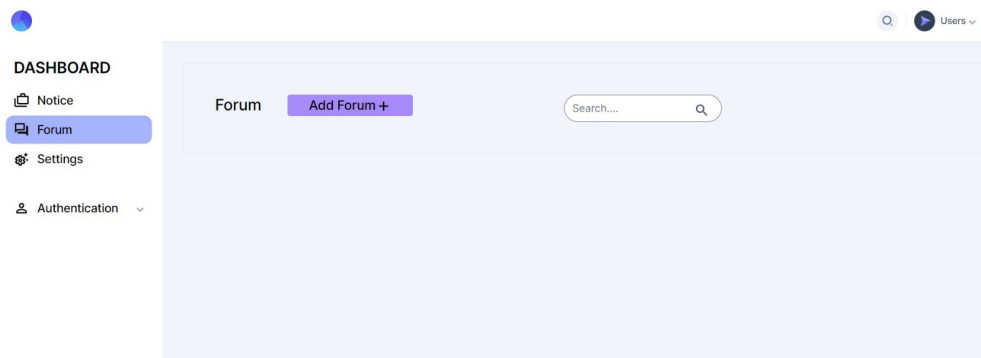 Users
DASHBOARD
Notice
Forum
Settings
Authentication
Forum
Add Forum +
Search....